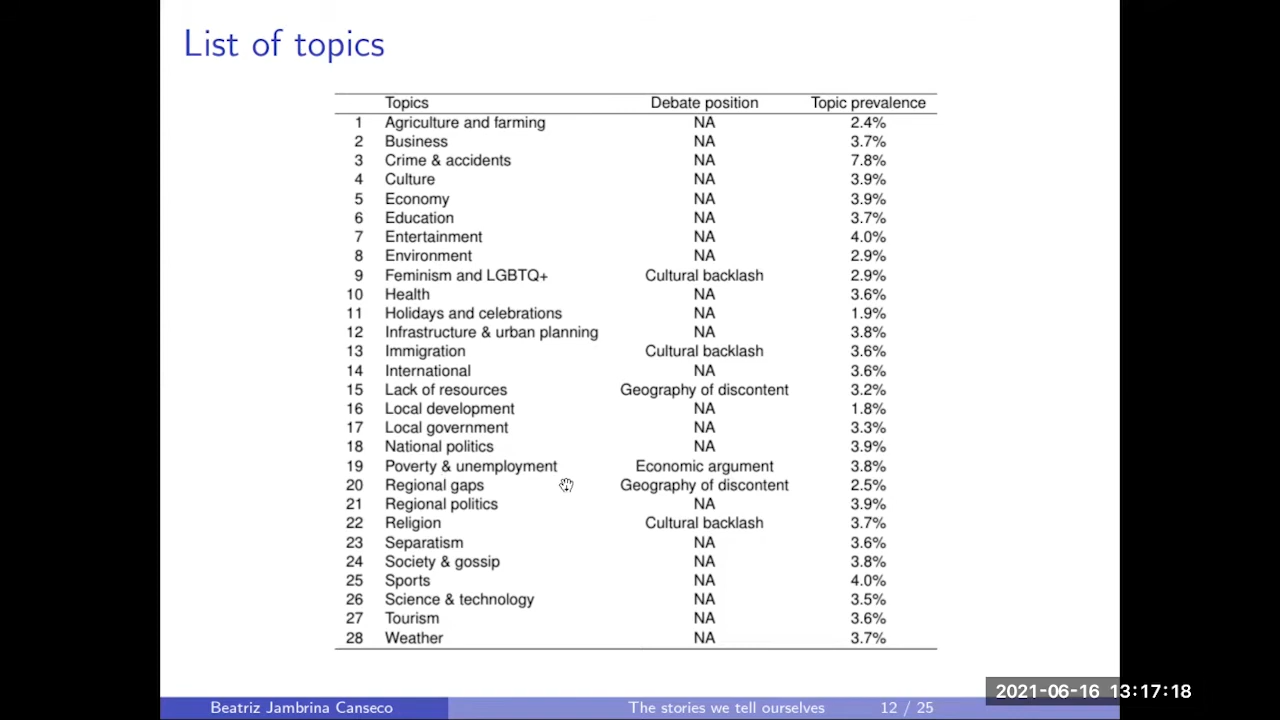 List of topics
Topics Debate position Topic prevalence
1 Agriculture and farming NA 2.4%
2 Business NA 3.7%
3 Crime & accidents NA 7.8%
4 Culture NA 3.9%
5 Economy NA 3.9%
6 Education NA 3.7%
7 Entertainment NA 4.0%
8 Environment NA 2.9%
9 Feminism and LGBTQ+ Cultural backlash 2.9%
10 Health NA 3.6%
11 Holidays and celebrations NA 1.9%
12 Infrastructure & urban planning NA 3.8%
13 Immigration Cultural backlash 3.6%
14 International NA 3.6%
15 Lack of resources Geography of discontent 3.2%
16 Local development NA 1.8%
17 Local government NA 3.3%
18 National politics NA 3.9%
19 Poverty & unemployment Economic argument 3.8%
20 Regional gaps Geography of discontent 2.5%
21 Regional politics NA 3.9%
22 Religion Cultural backlash 3.7%
23 Separatism NA 3.6%
24 Society & gossip NA 3.8%
25 Sports NA 4.0%
26 Science & technology NA 3.5%
27 Tourism NA 3.6%
28 Weather NA 3.7%
2021-06-16 13:17:18
Beatriz Jambrina Canseco The stories we tell ourselves 12 / 25